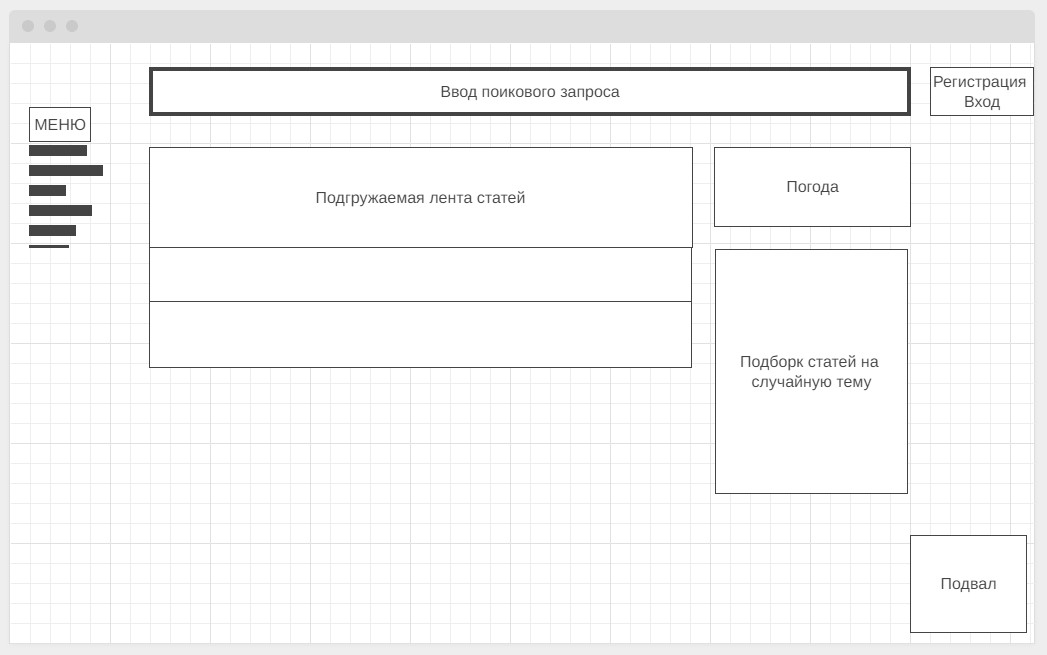 Ввод поикового запроса
Регистрация
Вход
МЕНЮ
Подгружаемая лента статей
Погода
Подборк статей на
случайную тему
Подвал